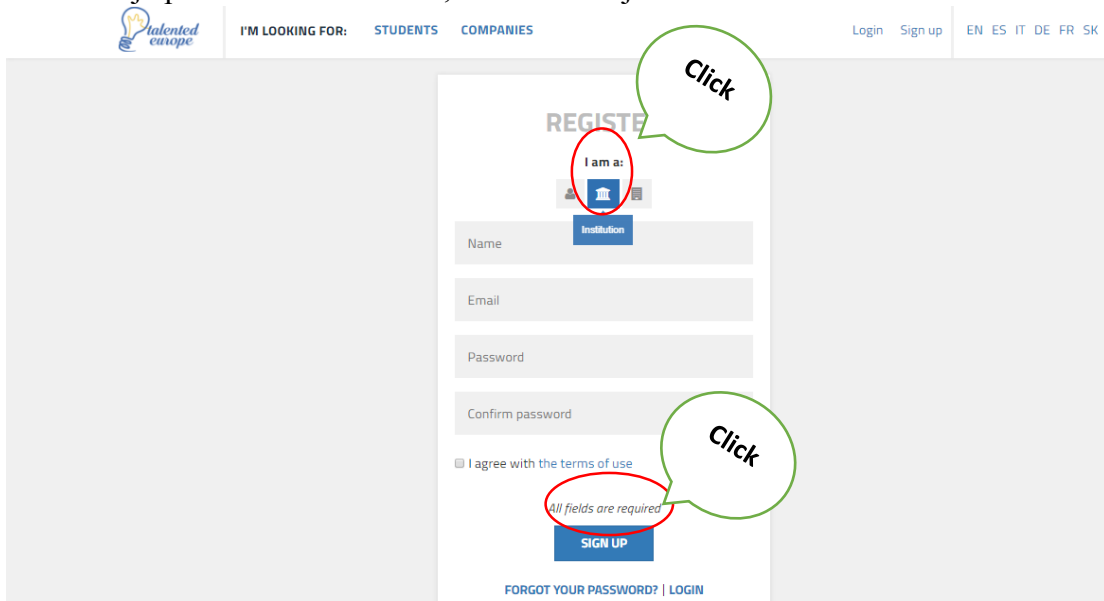 talented europe
I'M LOOKING FOR: STUDENTS COMPANIES
Login Sign up EN ES IT DE FR SK
Click
I am a:
Institution
Name
Email
Password
Confirm password
Click
I agree with the terms of use
All fields are required
SIGN UP
FORGOT YOUR PASSWORD? | LOGIN